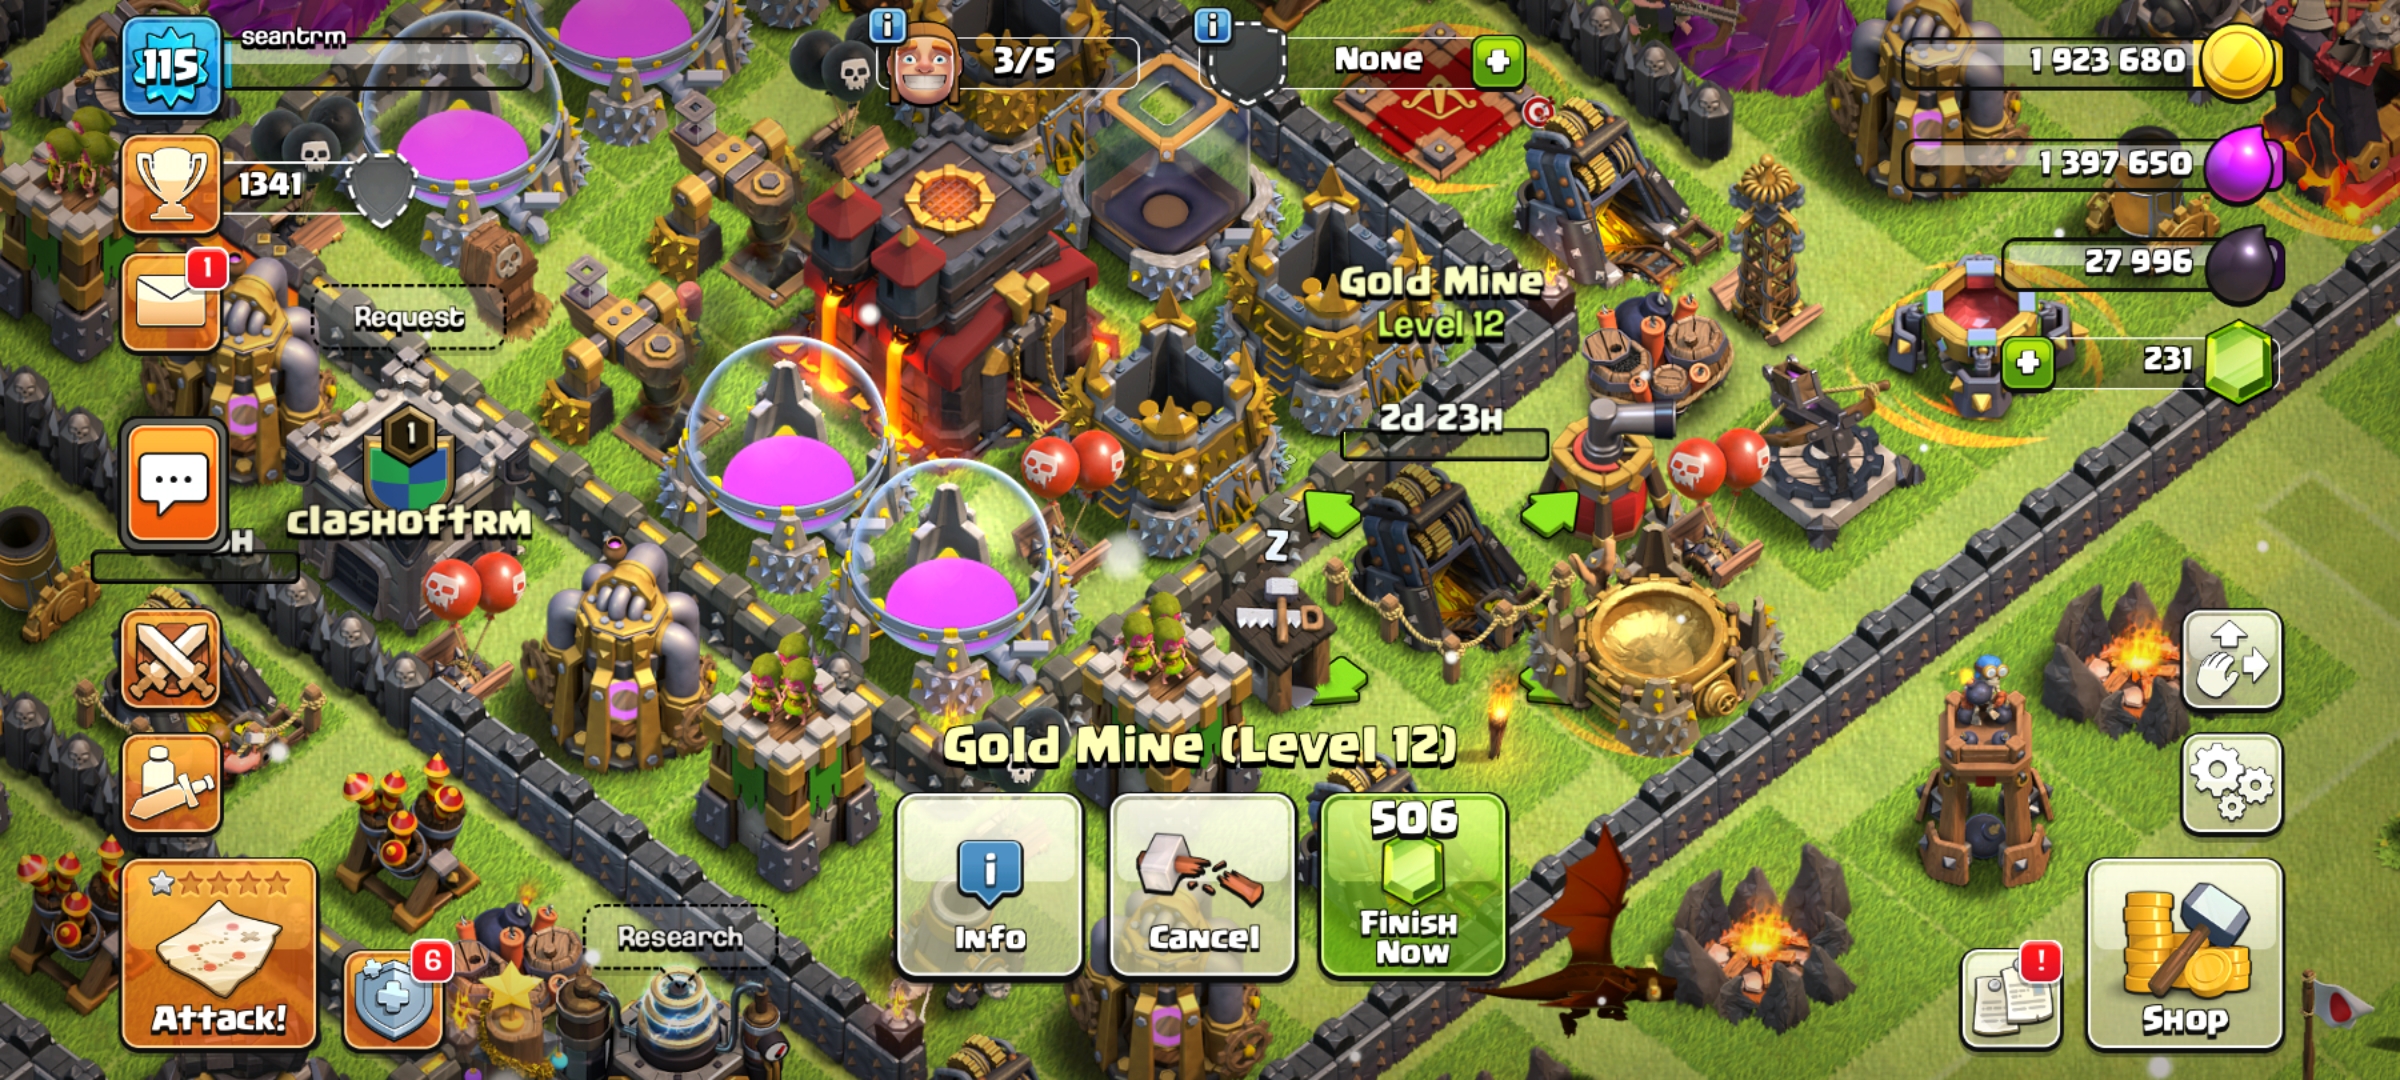 115
seantrm
3/5
None
1 923 680
1341
1 397 650
1
27 996
Request
Gold Mine
Level 12
231
2d 23H
1
clashoftrm
H
Z
Z
Gold Mine (Level 12)
506
Info
Cancel
Finish
Now
Research
6
!
Attack!
Shop